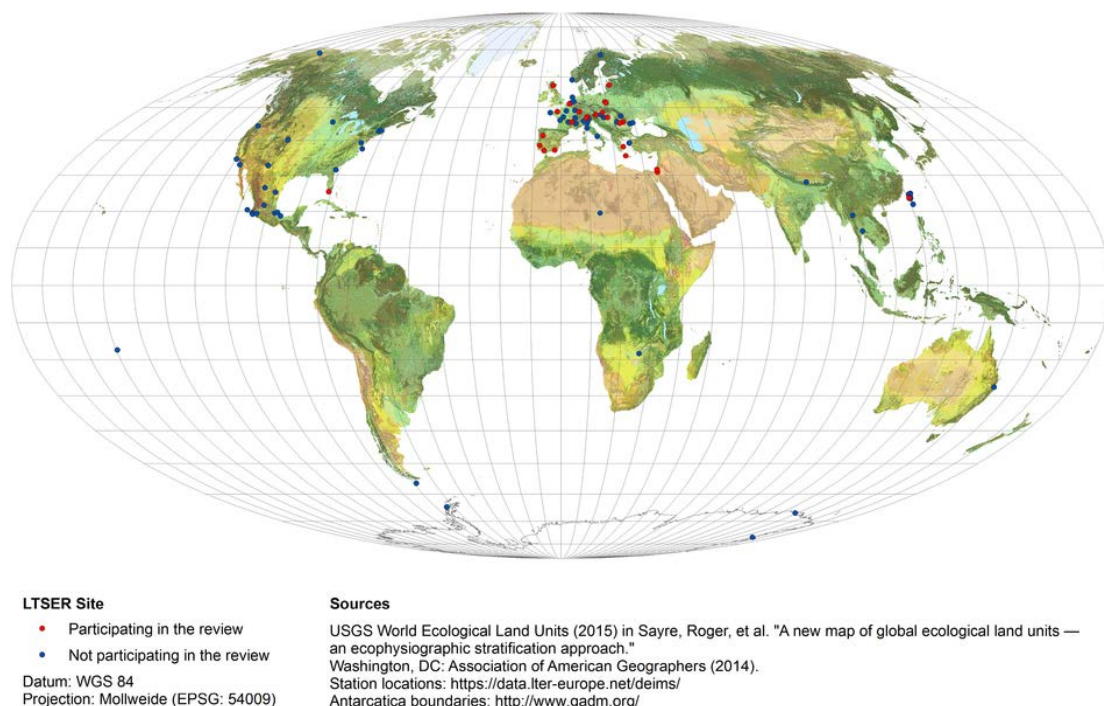 LTSER Site
Participating in the review
Not participating in the review
Datum: WGS 84
Projection: Mollweide (EPSG: 54009)
Sources
USGS World Ecological Land Units (2015) in Sayre, Roger, et al. "A new map of global ecological land units —
an ecophysiographic stratification approach."
Washington, DC: Association of American Geographers (2014).
Station locations: https://data.lter-europe.net/deims/
Antarcatica boundaries: http://www.gadm.org/